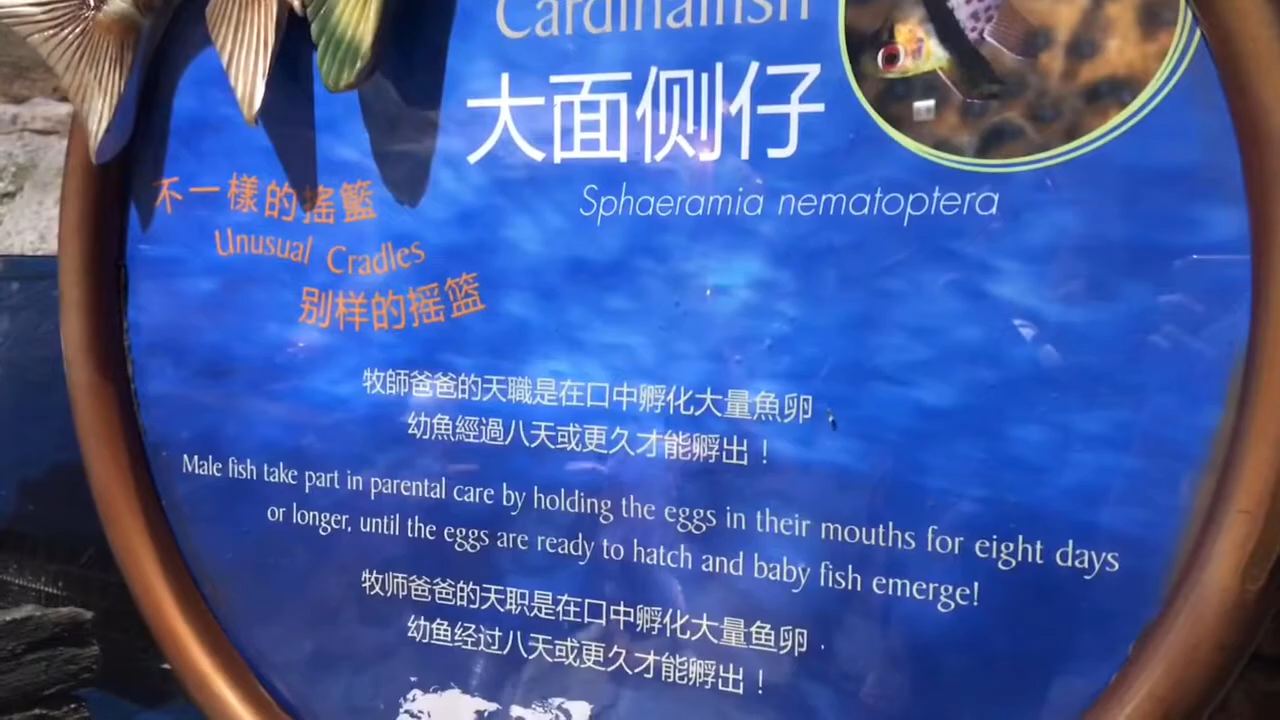 Cardinalfish
大面侧仔
Sphaeramia nematoptera
不一樣的搖籃
Unusual Cradles
别样的摇篮
牧師爸爸的天職是在口中孵化大量魚卵，
幼魚經過八天或更久才能孵出！
Male fish take part in parental care by holding the eggs in their mouths for eight days
or longer, until the eggs are ready to hatch and baby fish emerge!
牧师爸爸的天职是在口中孵化大量鱼卵，
幼鱼经过八天或更久才能孵出！